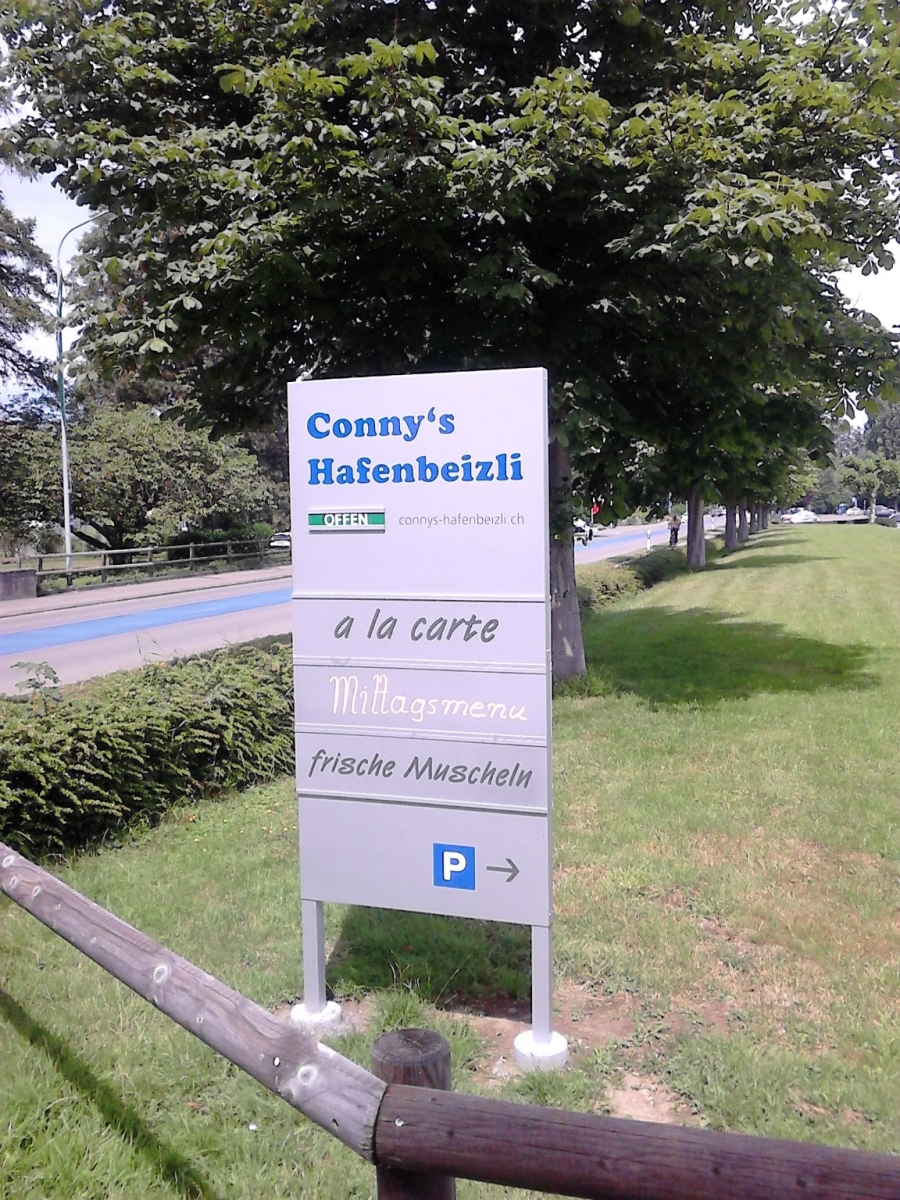 Conny‘s
Hafenbeizli
OFFEN connys-hafenbeizli.ch
a la carte
Mittagsmenu
frische Muscheln
P →